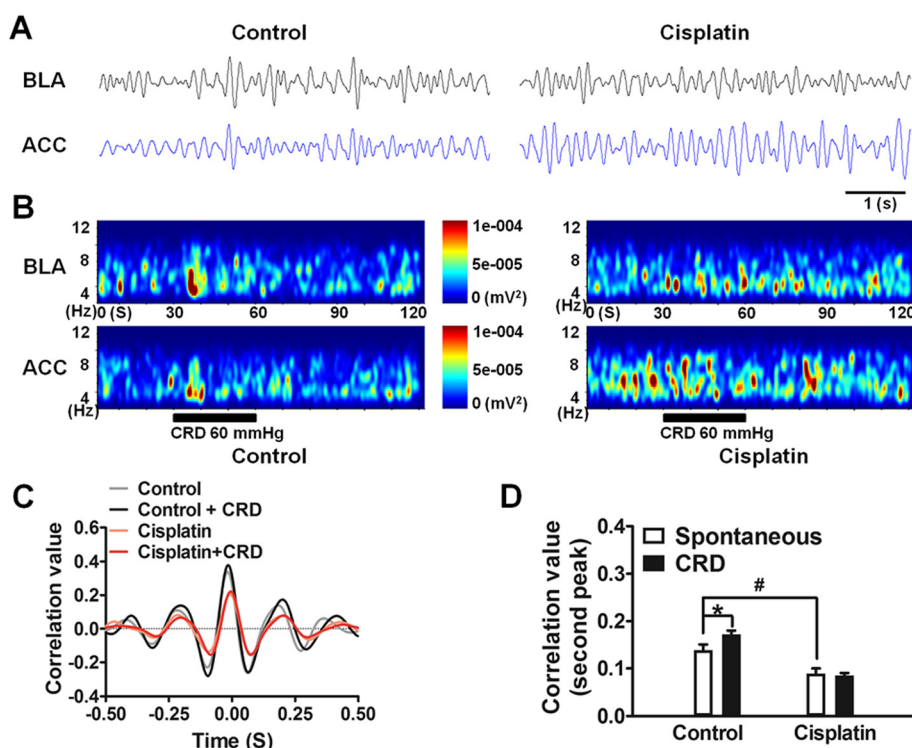 A
Control
Cisplatin
BLA
ACC
1 (s)
B
BLA
12
8
4
(Hz)
0 (S) 30 60 90 120
1e-004
5e-005
0 (mV²)
12
8
4
(Hz)
0 (S) 30 60 90 120
ACC
12
8
4
(Hz)
1e-004
5e-005
0 (mV²)
12
8
4
(Hz)
CRD 60 mmHg
CRD 60 mmHg
Control
Cisplatin
C
Control
Control + CRD
Cisplatin
Cisplatin+CRD
Correlation value
0.6
0.4
0.2
0.0
-0.2
-0.4
-0.50 -0.25 0.00 0.25 0.50
Time (S)
D
Correlation value
(second peak)
0.4
0.3
0.2
0.1
0.0
Spontaneous
CRD
#
*
Control
Cisplatin